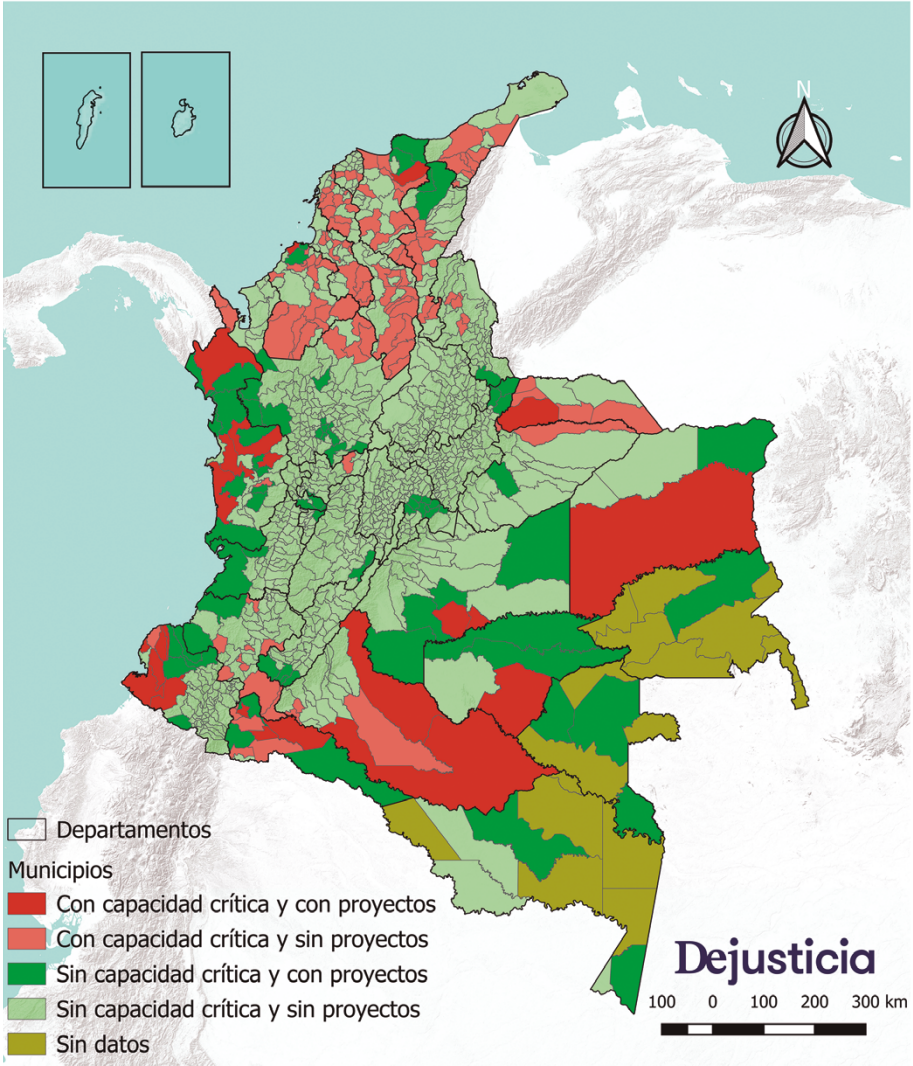 N
Departamentos
Municipios
Con capacidad crítica y con proyectos
Con capacidad crítica y sin proyectos
Sin capacidad crítica y con proyectos
Sin capacidad crítica y sin proyectos
Sin datos
Dejusticia
100 0 100 200 300 km